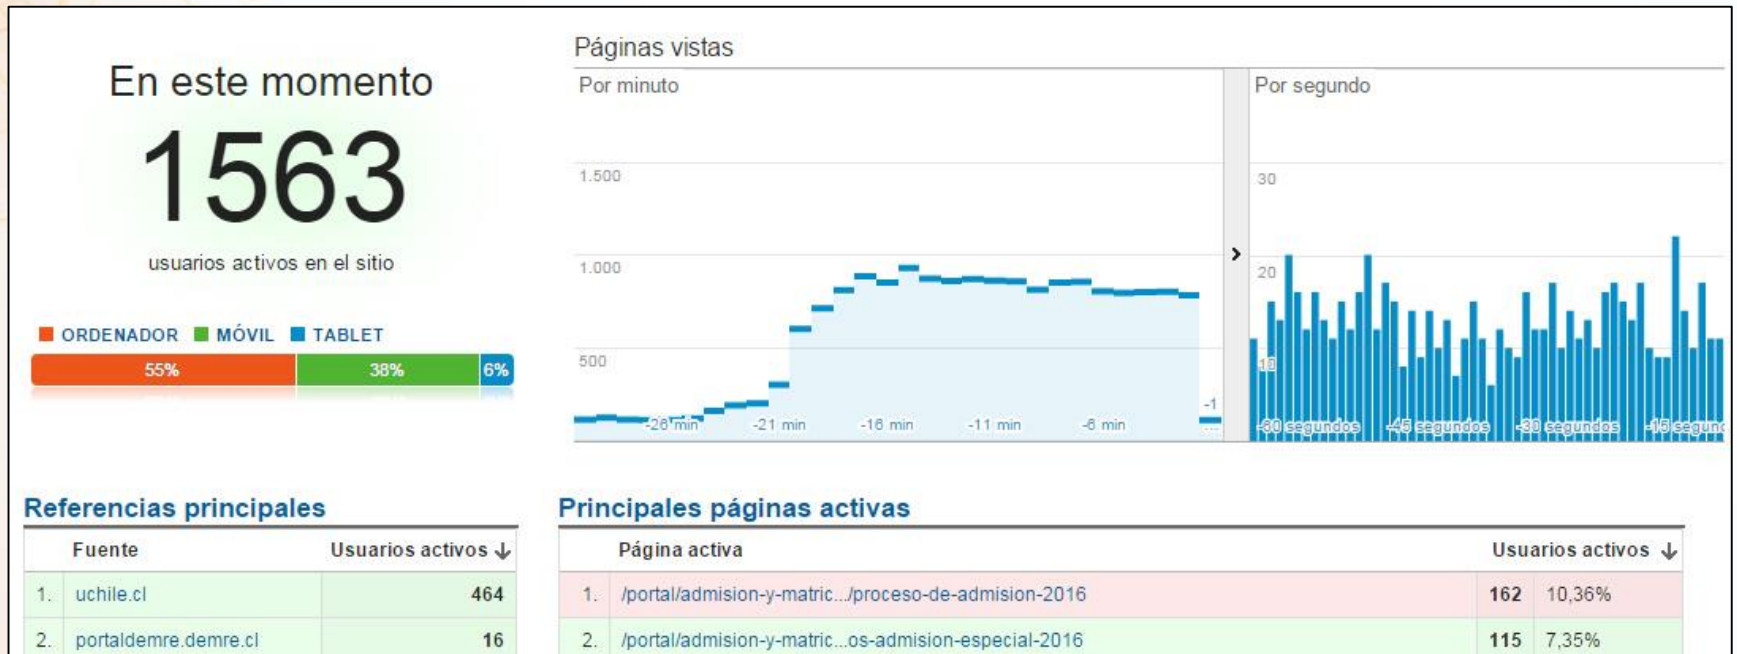 En este momento
1563
usuarios activos en el sitio
ORDENADOR MÓVIL TABLET
55% 38% 6%
Páginas vistas
Por minuto
1.500
1.000
500
-26 min -21 min -16 min -11 min -6 min -1
...
Por segundo
30
20
10
-60 segundos -45 segundos -30 segundos -15 segund
Referencias principales
Fuente Usuarios activos
1. uchile.cl 464
2. portaldemre.demre.cl 16
Principales páginas activas
Página activa Usuarios activos
1. /portal/admision-y-matric.../proceso-de-admision-2016 162 10,36%
2. /portal/admision-y-matric...os-admision-especial-2016 115 7,35%